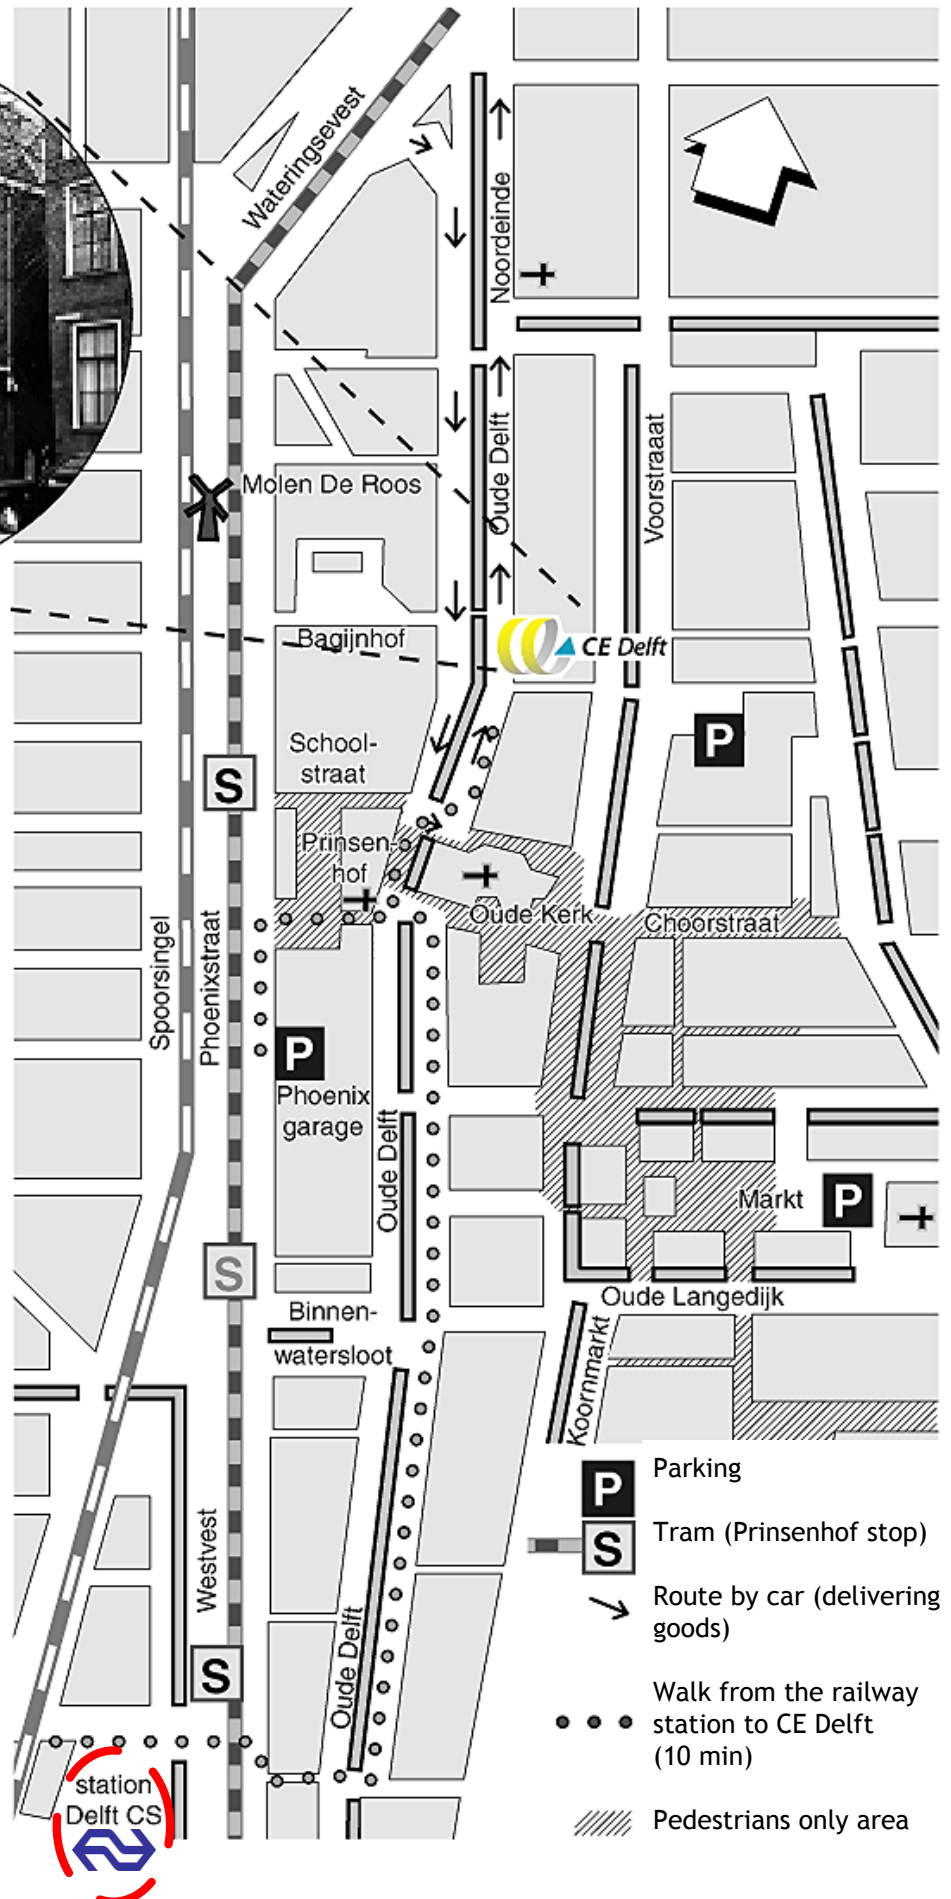 Wateringsevest
Noordeinde
Molen De Roos
Oude Delft
Voorstraaat
Bagijnhof
CE Delft
P
School-
straat
S
Prinsen-
hof
Oude Kerk
Choorstraat
Spoorsingel
Phoenixstraat
P
Phoenix
garage
Oude Delft
Markt
P
S
Binnen-
watersloot
Oude Langedijk
Koornmarkt
Westvest
S
Oude Delft
station
Delft CS
P
Parking
S
Tram (Prinsenhof stop)
Route by car (delivering
goods)
Walk from the railway
station to CE Delft
(10 min)
Pedestrians only area